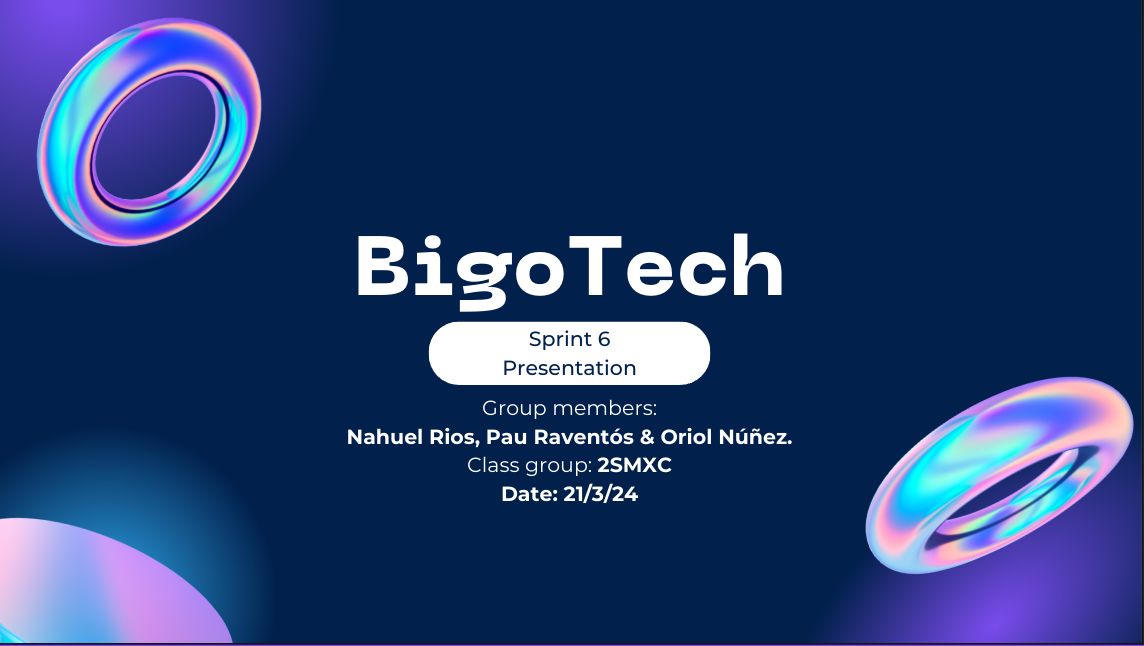 BigoTech
Sprint 6
Presentation
Group members:
Nahuel Rios, Pau Raventós & Oriol Núñez.
Class group: 2SMXC
Date: 21/3/24